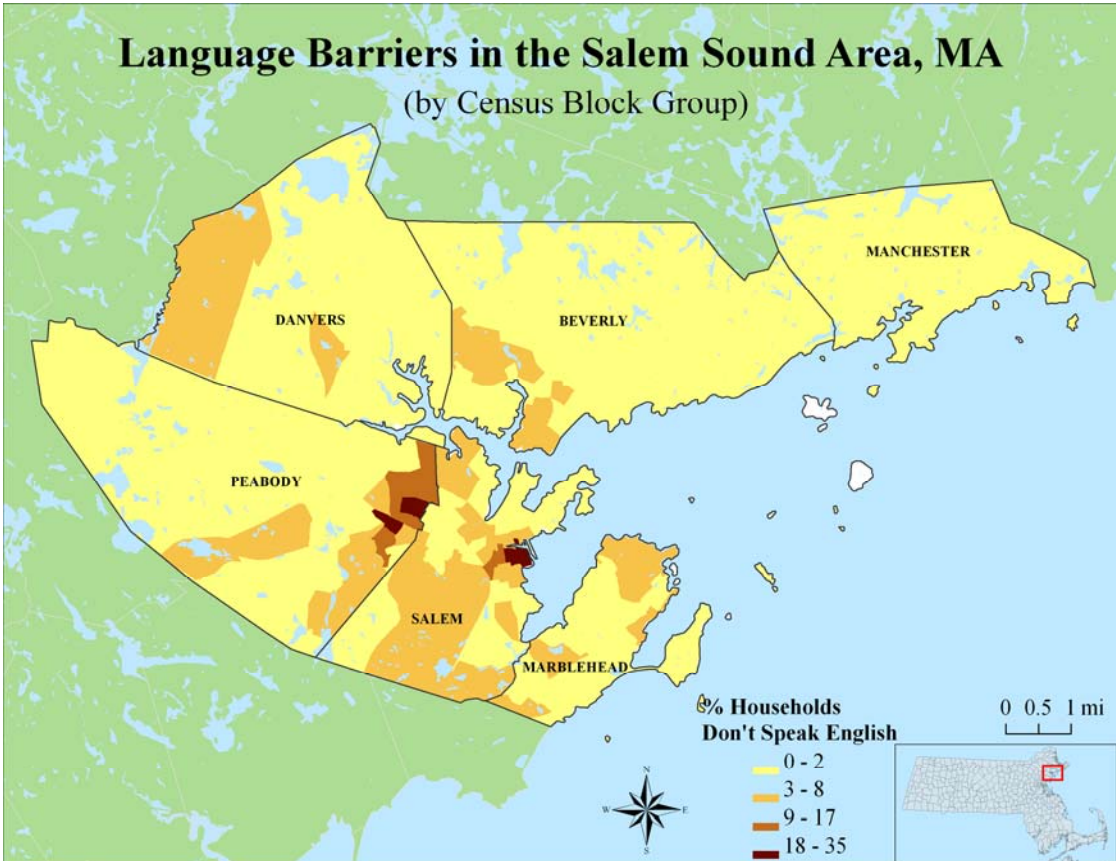 Language Barriers in the Salem Sound Area, MA
(by Census Block Group)
MANCHESTER
DANVERS
BEVERLY
PEABODY
SALEM
MARBLEHEAD
% Households
Don't Speak English
0 - 2
3 - 8
9 - 17
18 - 35
0 0.5 1 mi
N
W
E
S